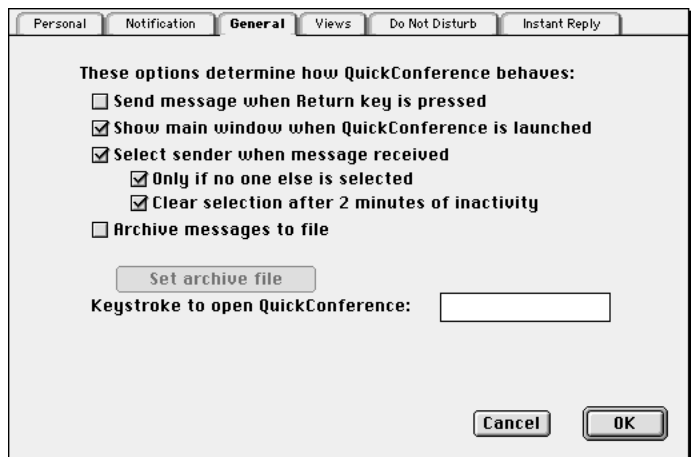 Personal Notification General Views Do Not Disturb Instant Reply
These options determine how QuickConference behaves:
Send message when Return key is pressed
Show main window when QuickConference is launched
Select sender when message received
Only if no one else is selected
Clear selection after 2 minutes of inactivity
Archive messages to file
Set archive file
Keystroke to open QuickConference:
Cancel OK